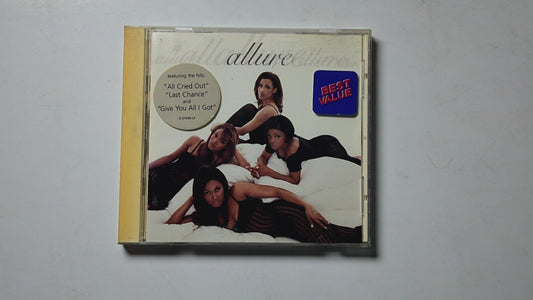 allure
featuring the hits:
"All Cried Out"
"Last Chance"
and
"Give You All I Got"
BEST
VALUE